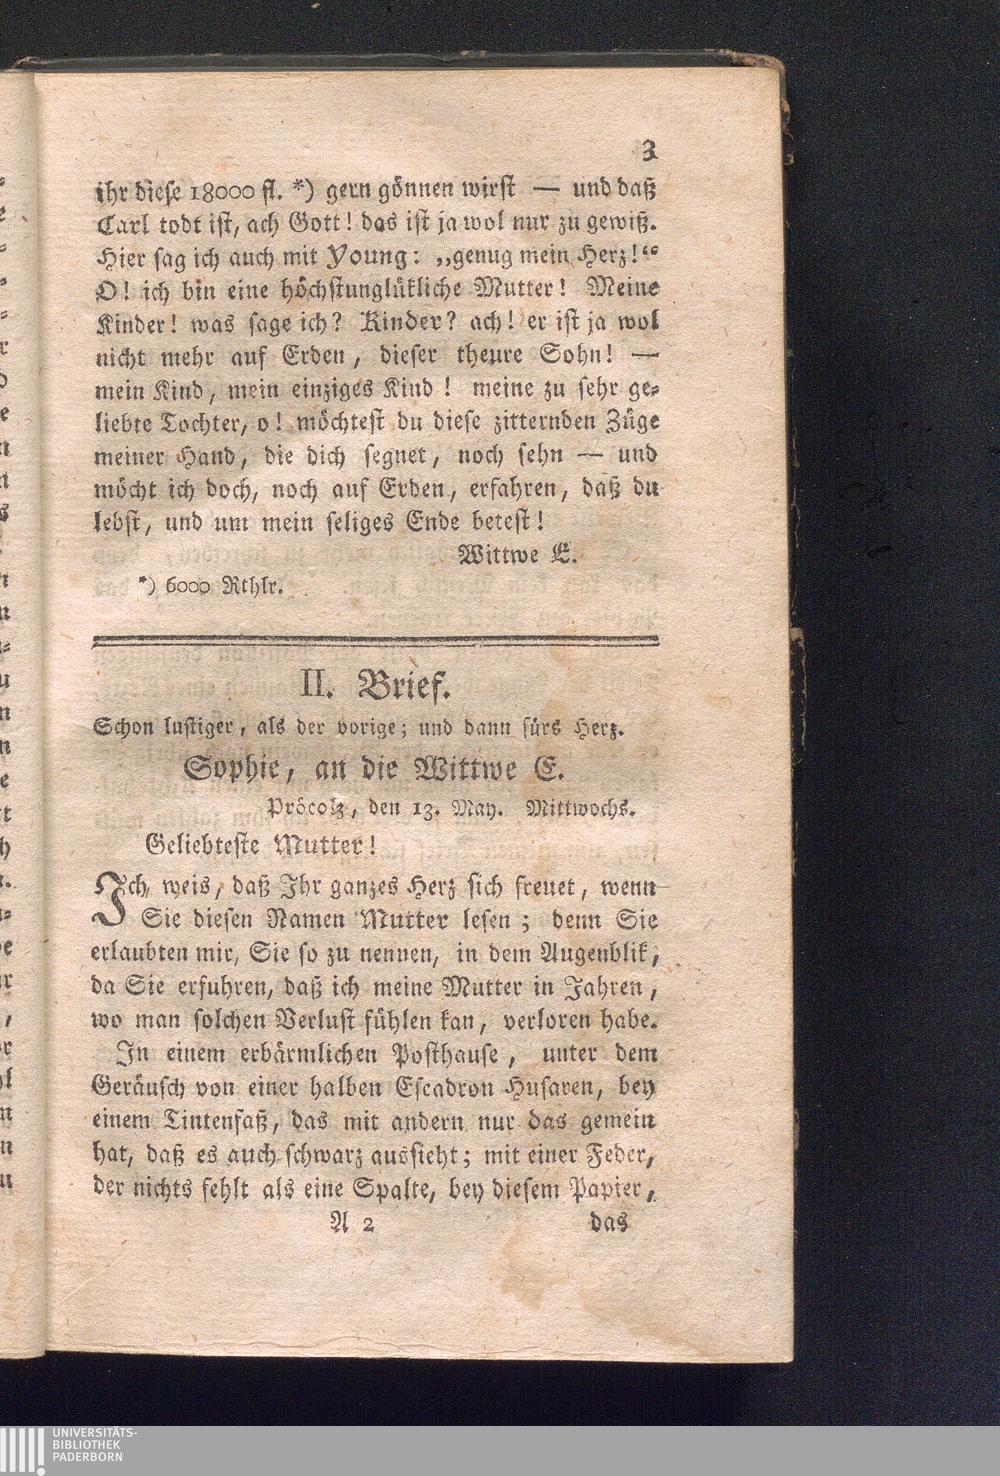 3
ihr dieſe 18000 fl. *) gern gönnen wirſt — und daß
Carl todt iſt, ach Gott! das iſt ja wol nur zu gewiß.
Hier ſag ich auch mit Young: „genug mein Herz!“
O! ich bin eine höchſtunglükliche Mutter! Meine
Kinder! was ſage ich? Kinder? ach! er iſt ja wol
nicht mehr auf Erden, dieſer theure Sohn! —
mein Kind, mein einziges Kind! meine zu ſehr ge⸗
liebte Tochter, o! möchteſt du dieſe zitternden Züge
meiner Hand, die dich ſegnet, noch ſehn — und
möcht ich doch, noch auf Erden, erfahren, daß du
lebſt, und um mein ſeliges Ende beteſt!
Wittwe E.
*) 6000 Rthlr.
II. Brief.
Schon luſtiger, als der vorige; und dann fürs Herz.
Sophie, an die Wittwe E.
Pröcolz, den 13. May. Mittwochs.
Geliebteſte Mutter!
Ich weis, daß Ihr ganzes Herz ſich freuet, wenn
Sie dieſen Namen Mutter leſen; denn Sie
erlaubten mir, Sie ſo zu nennen, in dem Augenblik,
da Sie erfuhren, daß ich meine Mutter in Jahren,
wo man ſolchen Verluſt fühlen kan, verloren habe.
In einem erbärmlichen Poſthauſe, unter dem
Geräuſch von einer halben Eſcadron Huſaren, bey
einem Tintenfaß, das mit andern nur das gemein
hat, daß es auch ſchwarz ausſieht; mit einer Feder,
der nichts fehlt als eine Spalte, bey dieſem Papier,
A 2 das
UNIVERSITÄTS-
BIBLIOTHEK
PADERBORN